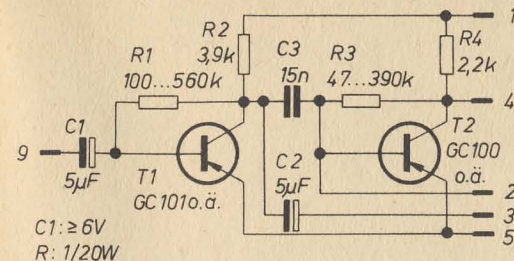 R2
3,9k
R1
100...560k
C3
15n
R3
47...390k
R4
2,2k
1
4
9
C1
5µF
T1
GC101o.ä.
C2
5µF
T2
GC100
o.ä.
2
3
5
C1: ≥ 6V
R: 1/20W